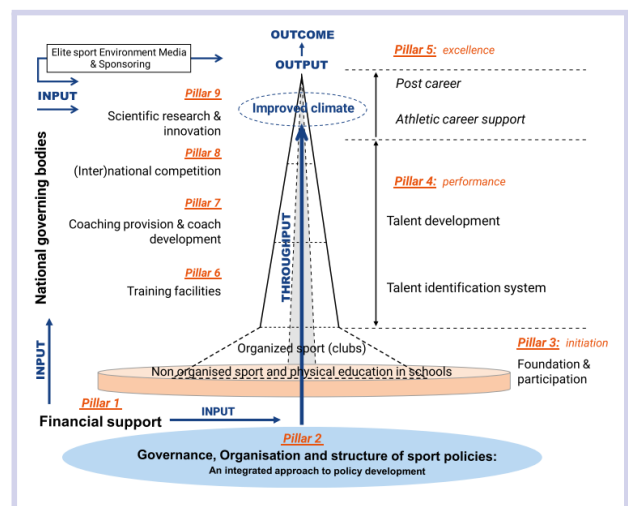 OUTCOME
OUTPUT
Elite sport Environment Media
& Sponsoring
INPUT
Pillar 5: excellence
Post career
Athletic career support
Improved climate
Pillar 9
Scientific research &
innovation
Pillar 8
(Inter)national competition
Pillar 7
Coaching provision & coach
development
Pillar 6
Training facilities
National governing bodies
THROUGHPUT
Pillar 4: performance
Talent development
Talent identification system
Organized sport (clubs)
Non organised sport and physical education in schools
Pillar 3: initiation
Foundation &
participation
INPUT
Pillar 1
Financial support
INPUT
Pillar 2
Governance, Organisation and structure of sport policies:
An integrated approach to policy development